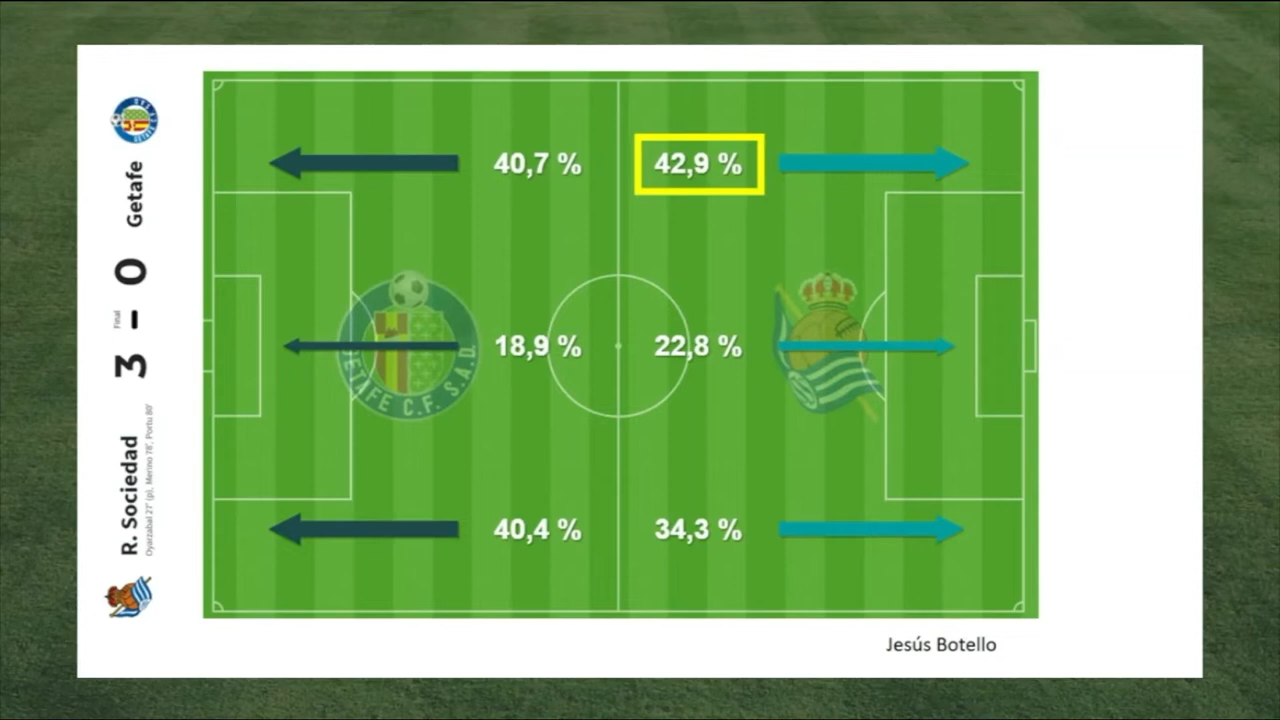 R. Sociedad 3 - 0 Getafe
Final
Oyarzabal 27' (p), Merino 78', Portu 80'
40,7 %
42,9 %
18,9 %
22,8 %
40,4 %
34,3 %
GETAFE C.F. S.A.D.
Jesús Botello